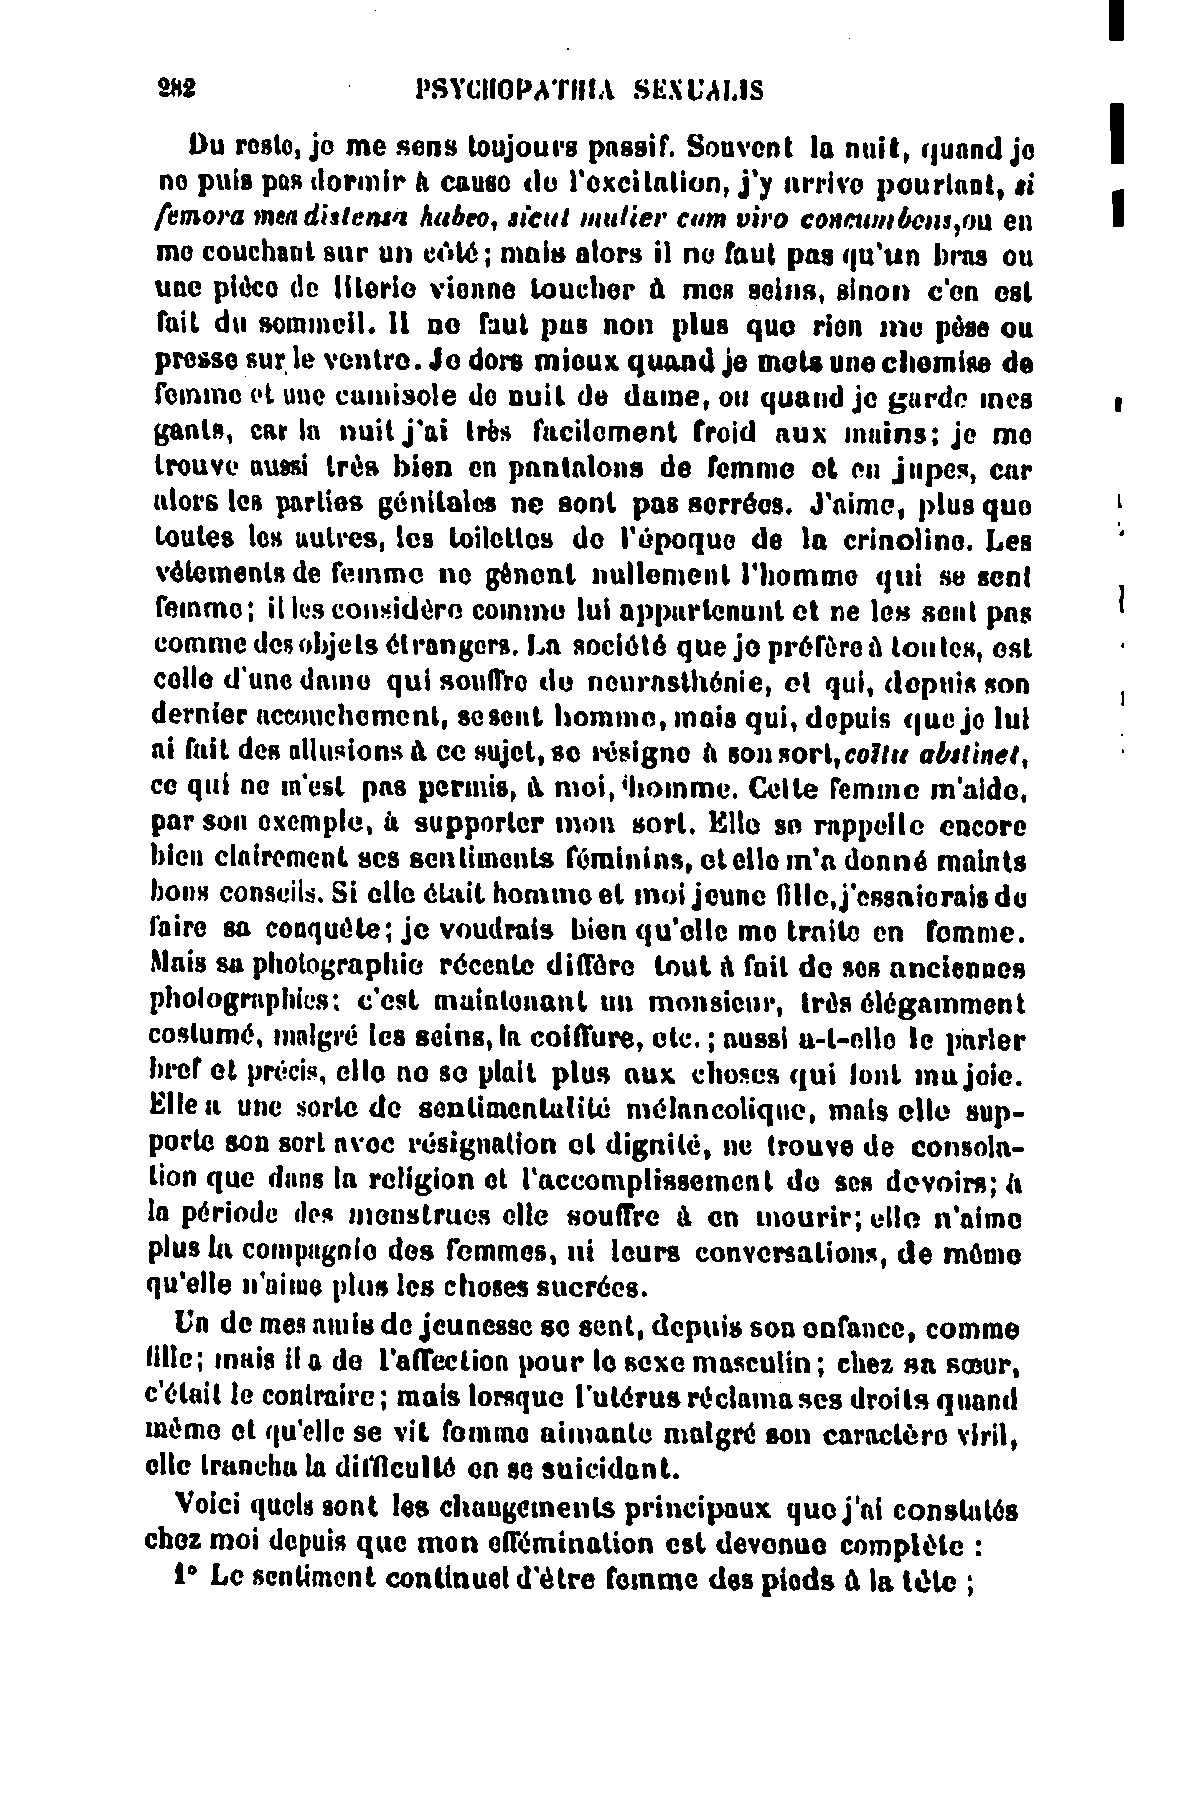 282 PSYCHOPATHIA SEXUALIS
Du reste, je me sens toujours passif. Souvent la nuit, quand je
ne puis pas dormir à cause de l'excitation, j'y arrive pourtant, si
femora mea distensa habeo, sicut mulier cum viro concumbens, ou en
me couchant sur un côté; mais alors il ne faut pas qu'un bras ou
une pièce de literie vienne toucher à mes seins, sinon c'en est
fait du sommeil. Il ne faut pas non plus que rien me pèse ou
presse sur le ventre. Je dors mieux quand je mets une chemise de
femme et une camisole de nuit de dame, ou quand je garde mes
gants, car la nuit j'ai très facilement froid aux mains; je me
trouve aussi très bien en pantalons de femme et en jupes, car
alors les parties génitales ne sont pas serrées. J'aime, plus que
toutes les autres, les toilettes de l'époque de la crinoline. Les
vêtements de femme ne gênent nullement l'homme qui se sent
femme; il les considère comme lui appartenant et ne les sent pas
comme des objets étrangers. La société que je préfère à toutes, est
celle d'une dame qui souffre de neurasthénie, et qui, depuis son
dernier accouchement, se sent homme, mais qui, depuis que je lui
ai fait des allusions à ce sujet, se résigne à son sort, coïtu abstinet,
ce qui ne m'est pas permis, à moi, homme. Cette femme m'aide,
par son exemple, à supporter mon sort. Elle se rappelle encore
bien clairement ses sentiments féminins, et elle m'a donné maints
bons conseils. Si elle était homme et moi jeune fille, j'essaierais de
faire sa conquête; je voudrais bien qu'elle me traite en femme.
Mais sa photographie récente diffère tout à fait de ses anciennes
photographies: c'est maintenant un monsieur, très élégamment
costumé, malgré les seins, la coiffure, etc.; aussi a-t-elle le parler
bref et précis, elle ne se plait plus aux choses qui font ma joie.
Elle a une sorte de sentimentalité mélancolique, mais elle sup-
porte son sort avec résignation et dignité, ne trouve de consola-
tion que dans la religion et l'accomplissement de ses devoirs; à
la période des menstrues elle souffre à en mourir; elle n'aime
plus la compagnie des femmes, ni leurs conversations, de même
qu'elle n'aime plus les choses sucrées.
Un de mes amis de jeunesse se sent, depuis son enfance, comme
fille; mais il a de l'affection pour le sexe masculin; chez sa sœur,
c'était le contraire; mais lorsque l'utérus réclama ses droits quand
même et qu'elle se vit femme aimante malgré son caractère viril,
elle trancha la difficulté en se suicidant.
Voici quels sont les changements principaux que j'ai constatés
chez moi depuis que mon effémination est devenue complète :
1° Le sentiment continuel d'être femme des pieds à la tête ;